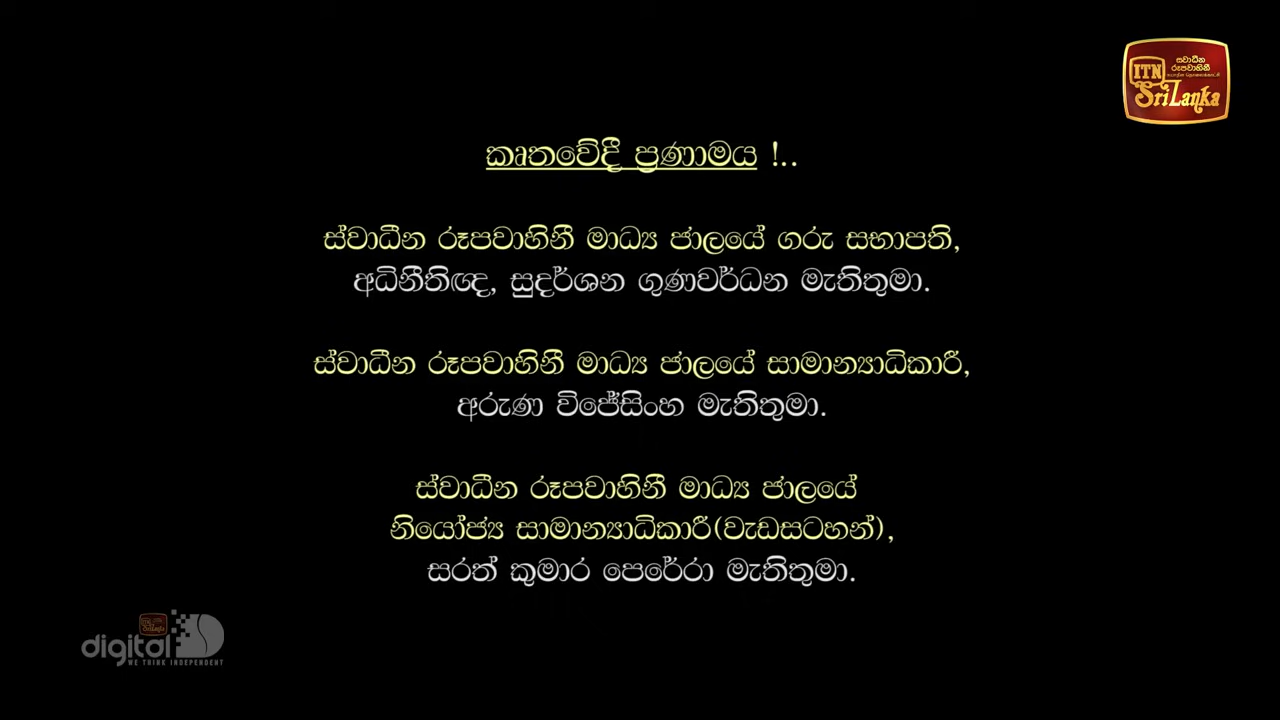 ස්වාධීන
රූපවාහිනී
ITN
SriLanka
කෘතවේදී ප්‍රණාමය !..
ස්වාධීන රූපවාහිනී මාධ්‍ය ජාලයේ ගරු සභාපති,
අධිනීතිඥ, සුදර්ශන ගුණවර්ධන මැතිතුමා.
ස්වාධීන රූපවාහිනී මාධ්‍ය ජාලයේ සාමාන්‍යාධිකාරී,
අරුණ විජේසිංහ මැතිතුමා.
ස්වාධීන රූපවාහිනී මාධ්‍ය ජාලයේ
නියෝජ්‍ය සාමාන්‍යාධිකාරී(වැඩසටහන්),
සරත් කුමාර පෙරේරා මැතිතුමා.
digital
WE THINK INDEPENDENT